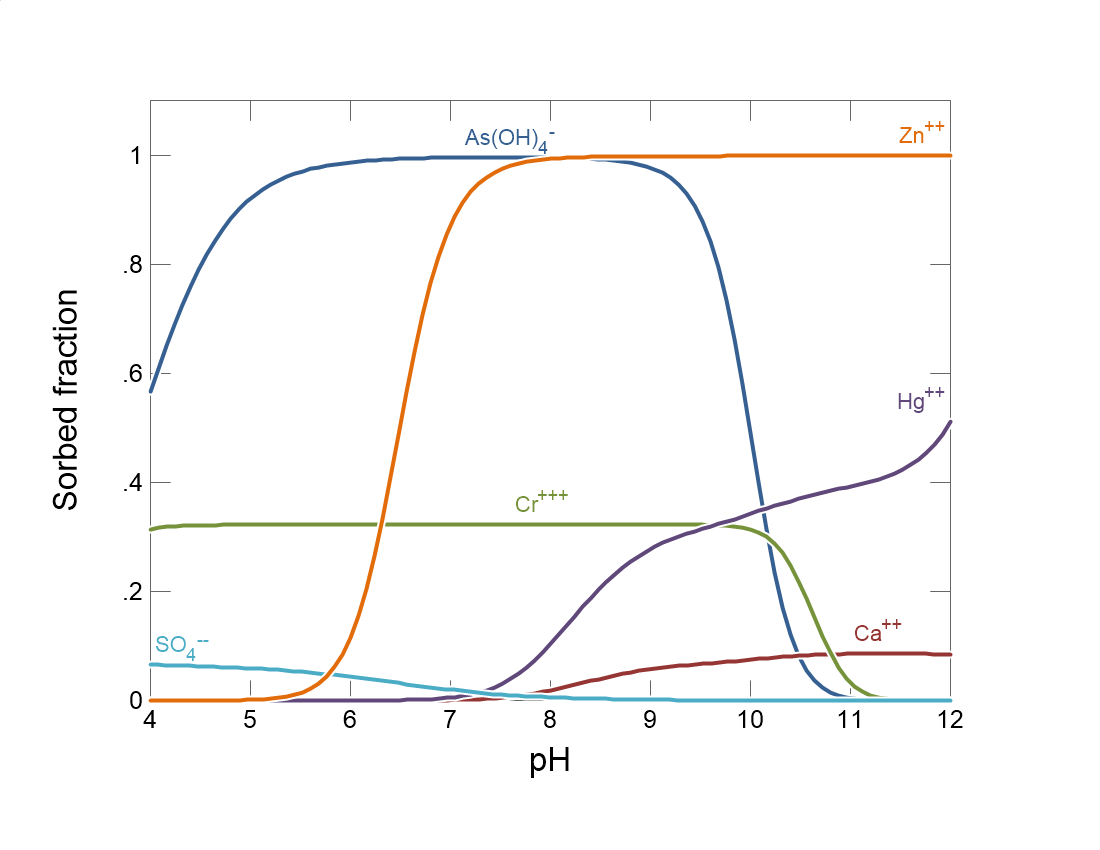 As(OH)₄⁻
Zn⁺⁺
1
.8
.6
Hg⁺⁺
Sorbed fraction
.4
Cr⁺⁺⁺
.2
Ca⁺⁺
SO₄⁻⁻
0
4 5 6 7 8 9 10 11 12
pH